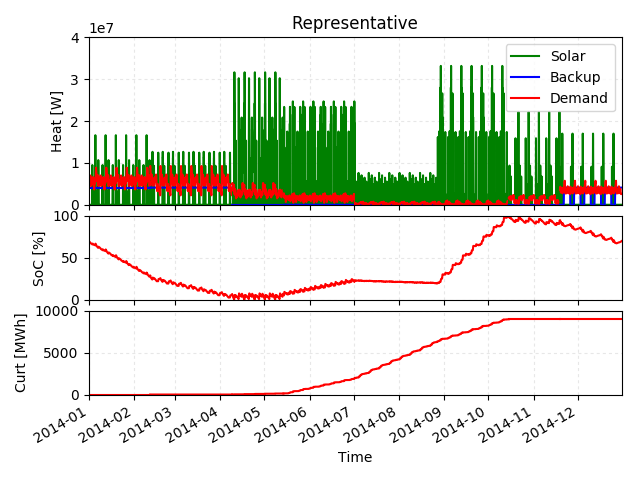 Representative
1e7
4
3
2
1
0
Heat [W]
Solar
Backup
Demand
100
50
0
SoC [%]
10000
5000
0
Curt [MWh]
2014-01
2014-02
2014-03
2014-04
2014-05
2014-06
2014-07
2014-08
2014-09
2014-10
2014-11
2014-12
Time